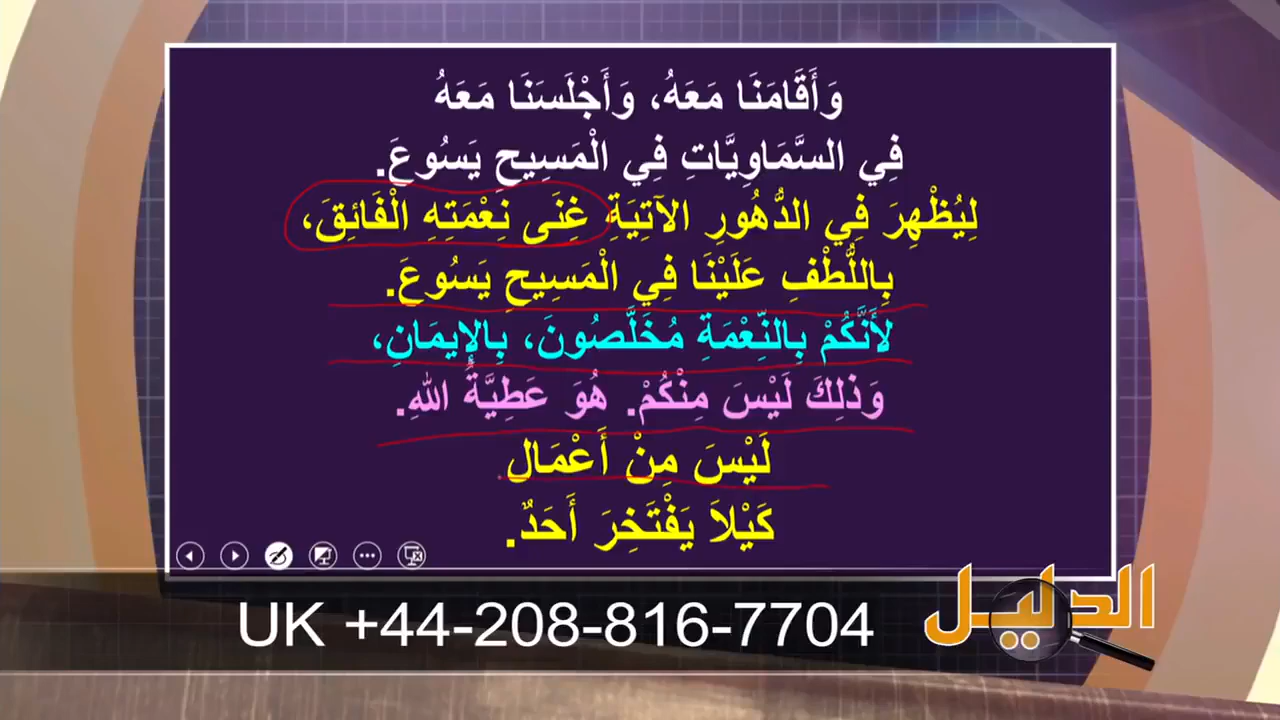 وَأَقَامَنَا مَعَهُ، وَأَجْلَسَنَا مَعَهُ
فِي السَّمَاوِيَّاتِ فِي الْمَسِيحِ يَسُوعَ.
لِيُظْهِرَ فِي الدُّهُورِ الآتِيَةِ غِنَى نِعْمَتِهِ الْفَائِقَ،
بِاللُّطْفِ عَلَيْنَا فِي الْمَسِيحِ يَسُوعَ.
لأَنَّكُمْ بِالنِّعْمَةِ مُخَلَّصُونَ، بِالإِيمَانِ،
وَذلِكَ لَيْسَ مِنْكُمْ. هُوَ عَطِيَّةُ اللهِ.
لَيْسَ مِنْ أَعْمَال
كَيْلاَ يَفْتَخِرَ أَحَدٌ.
UK +44-208-816-7704
الدليل